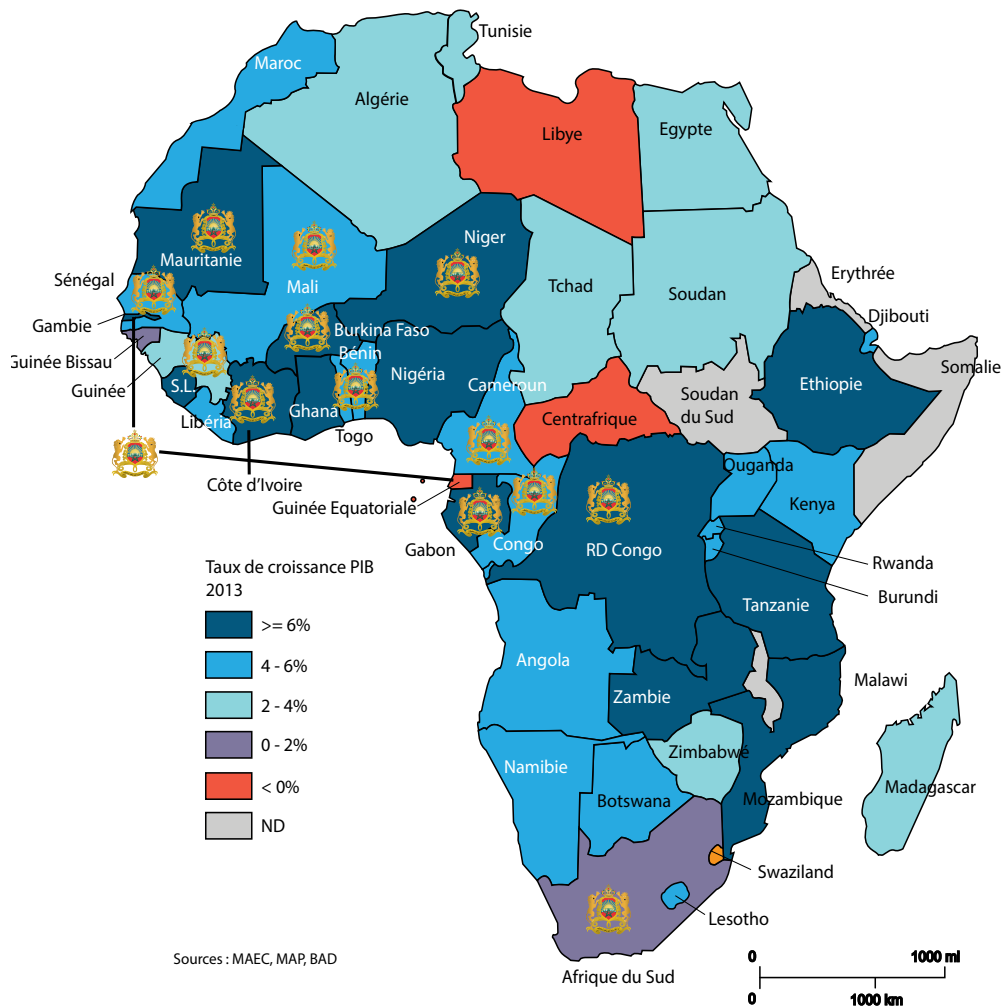 Tunisie
Maroc
Algérie
Libye
Egypte
Niger
Mauritanie
Mali
Sénégal
Tchad
Soudan
Erythrée
Gambie
Djibouti
Burkina Faso
Bénin
Guinée Bissau
Nigéria
Cameroun
Ethiopie
Somalie
Guinée
S.L.
Soudan
du Sud
Ghana
Centrafrique
Libéria
Togo
Ouganda
Côte d'Ivoire
Kenya
Guinée Equatoriale
Congo
Gabon
RD Congo
Rwanda
Burundi
Taux de croissance PIB
2013
>= 6%
4 - 6%
2 - 4%
0 - 2%
< 0%
ND
Tanzanie
Angola
Malawi
Zambie
Zimbabwé
Namibie
Botswana
Mozambique
Madagascar
Swaziland
Lesotho
Sources : MAEC, MAP, BAD
Afrique du Sud
0 1000 mi
0 1000 km